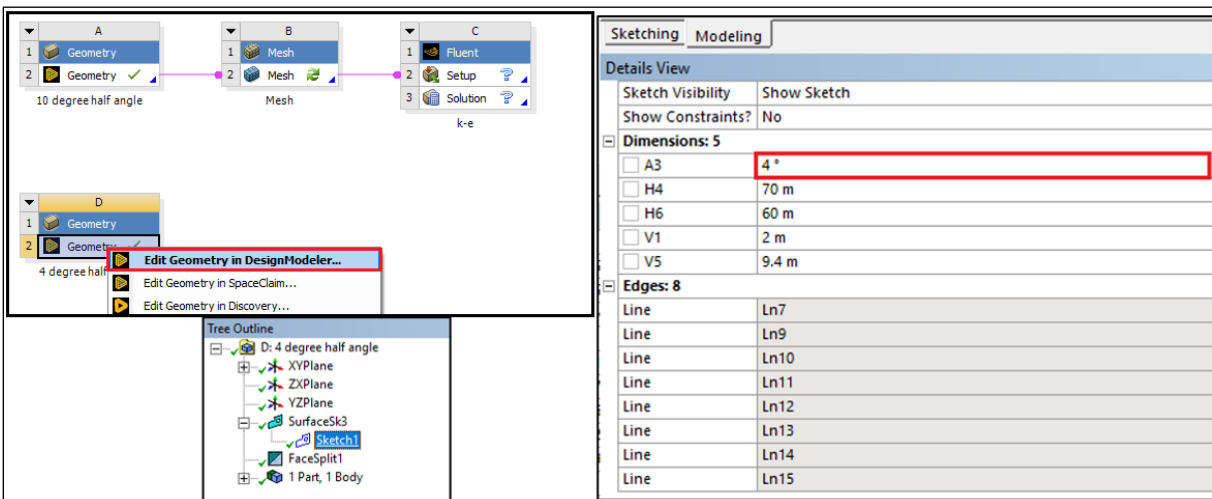 A
1 Geometry
2 Geometry
10 degree half angle
B
1 Mesh
2 Mesh
Mesh
C
1 Fluent
2 Setup ?
3 Solution ?
k-e
D
1 Geometry
2 Geometry
4 degree half
Edit Geometry in DesignModeler...
Edit Geometry in SpaceClaim...
Edit Geometry in Discovery...
Tree Outline
D: 4 degree half angle
XYPlane
ZXPlane
YZPlane
SurfaceSk3
Sketch1
FaceSplit1
1 Part, 1 Body
Sketching Modeling
Details View
Sketch Visibility Show Sketch
Show Constraints? No
Dimensions: 5
A3 4 °
H4 70 m
H6 60 m
V1 2 m
V5 9.4 m
Edges: 8
Line Ln7
Line Ln9
Line Ln10
Line Ln11
Line Ln12
Line Ln13
Line Ln14
Line Ln15